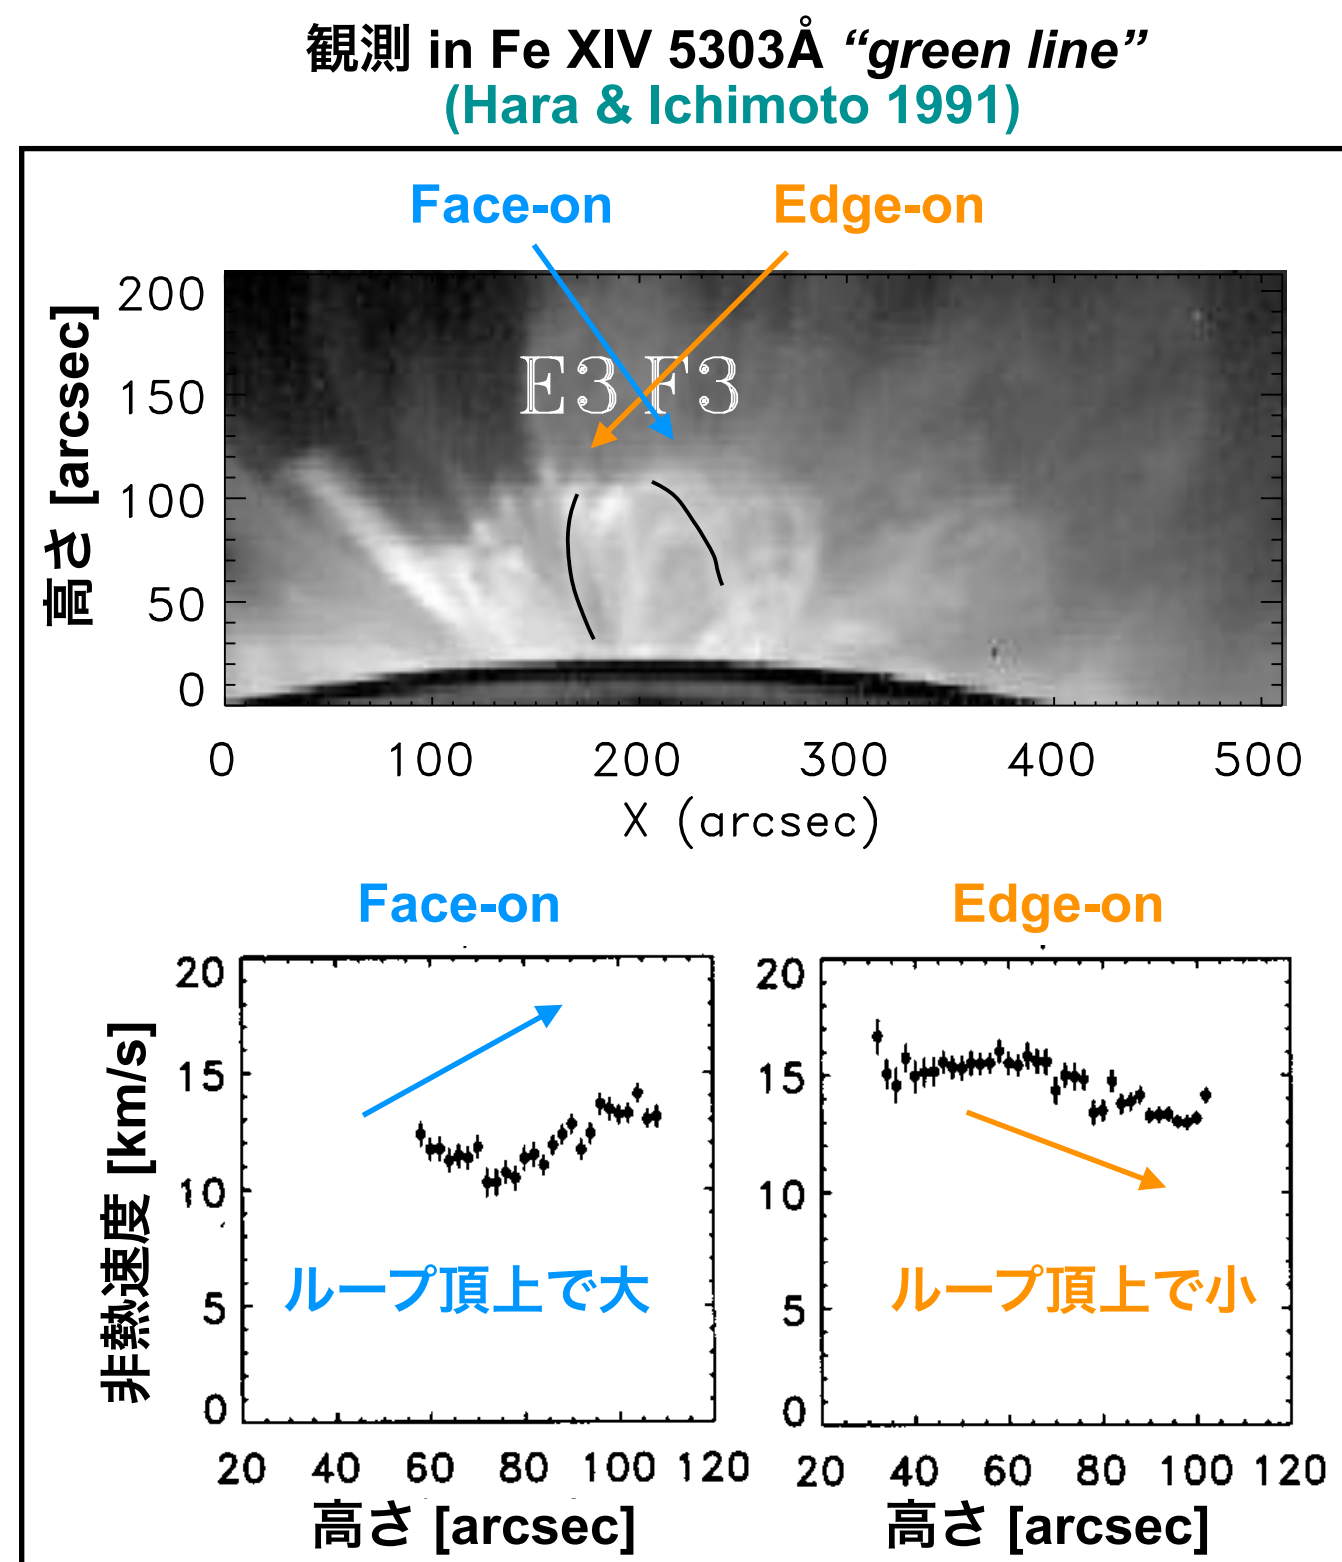 観測 in Fe XIV 5303Å “green line”
(Hara & Ichimoto 1991)
Face-on
Edge-on
200
150
100
50
0
高さ [arcsec]
E3 F3
0 100 200 300 400 500
X (arcsec)
Face-on
Edge-on
非熱速度 [km/s]
20
15
10
5
0
ループ頂上で大
20 40 60 80 100 120
高さ [arcsec]
20
15
10
5
0
ループ頂上で小
20 40 60 80 100 120
高さ [arcsec]